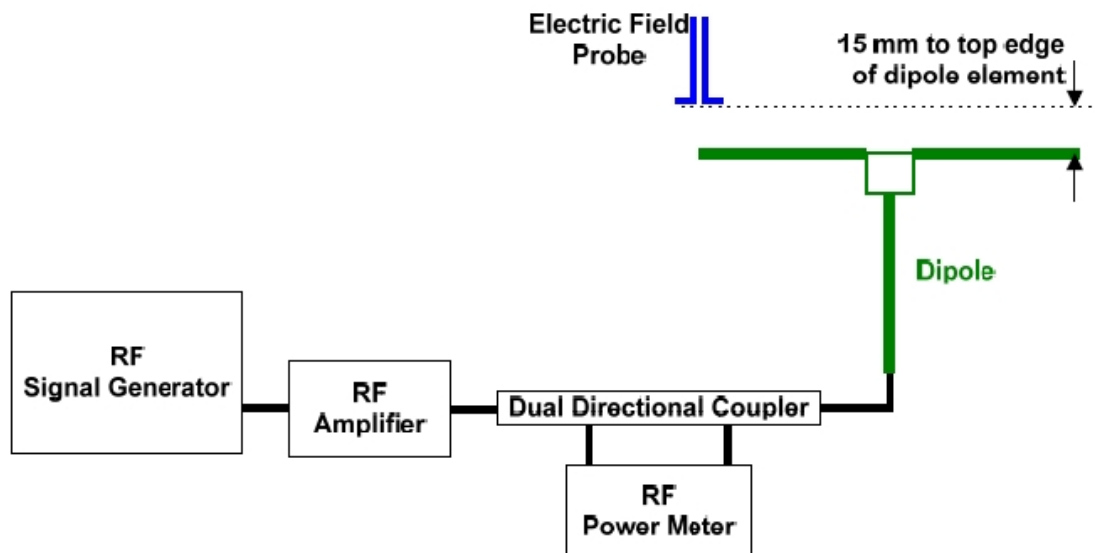 Electric Field
Probe
15 mm to top edge
of dipole element
Dipole
RF
Signal Generator
RF
Amplifier
Dual Directional Coupler
RF
Power Meter